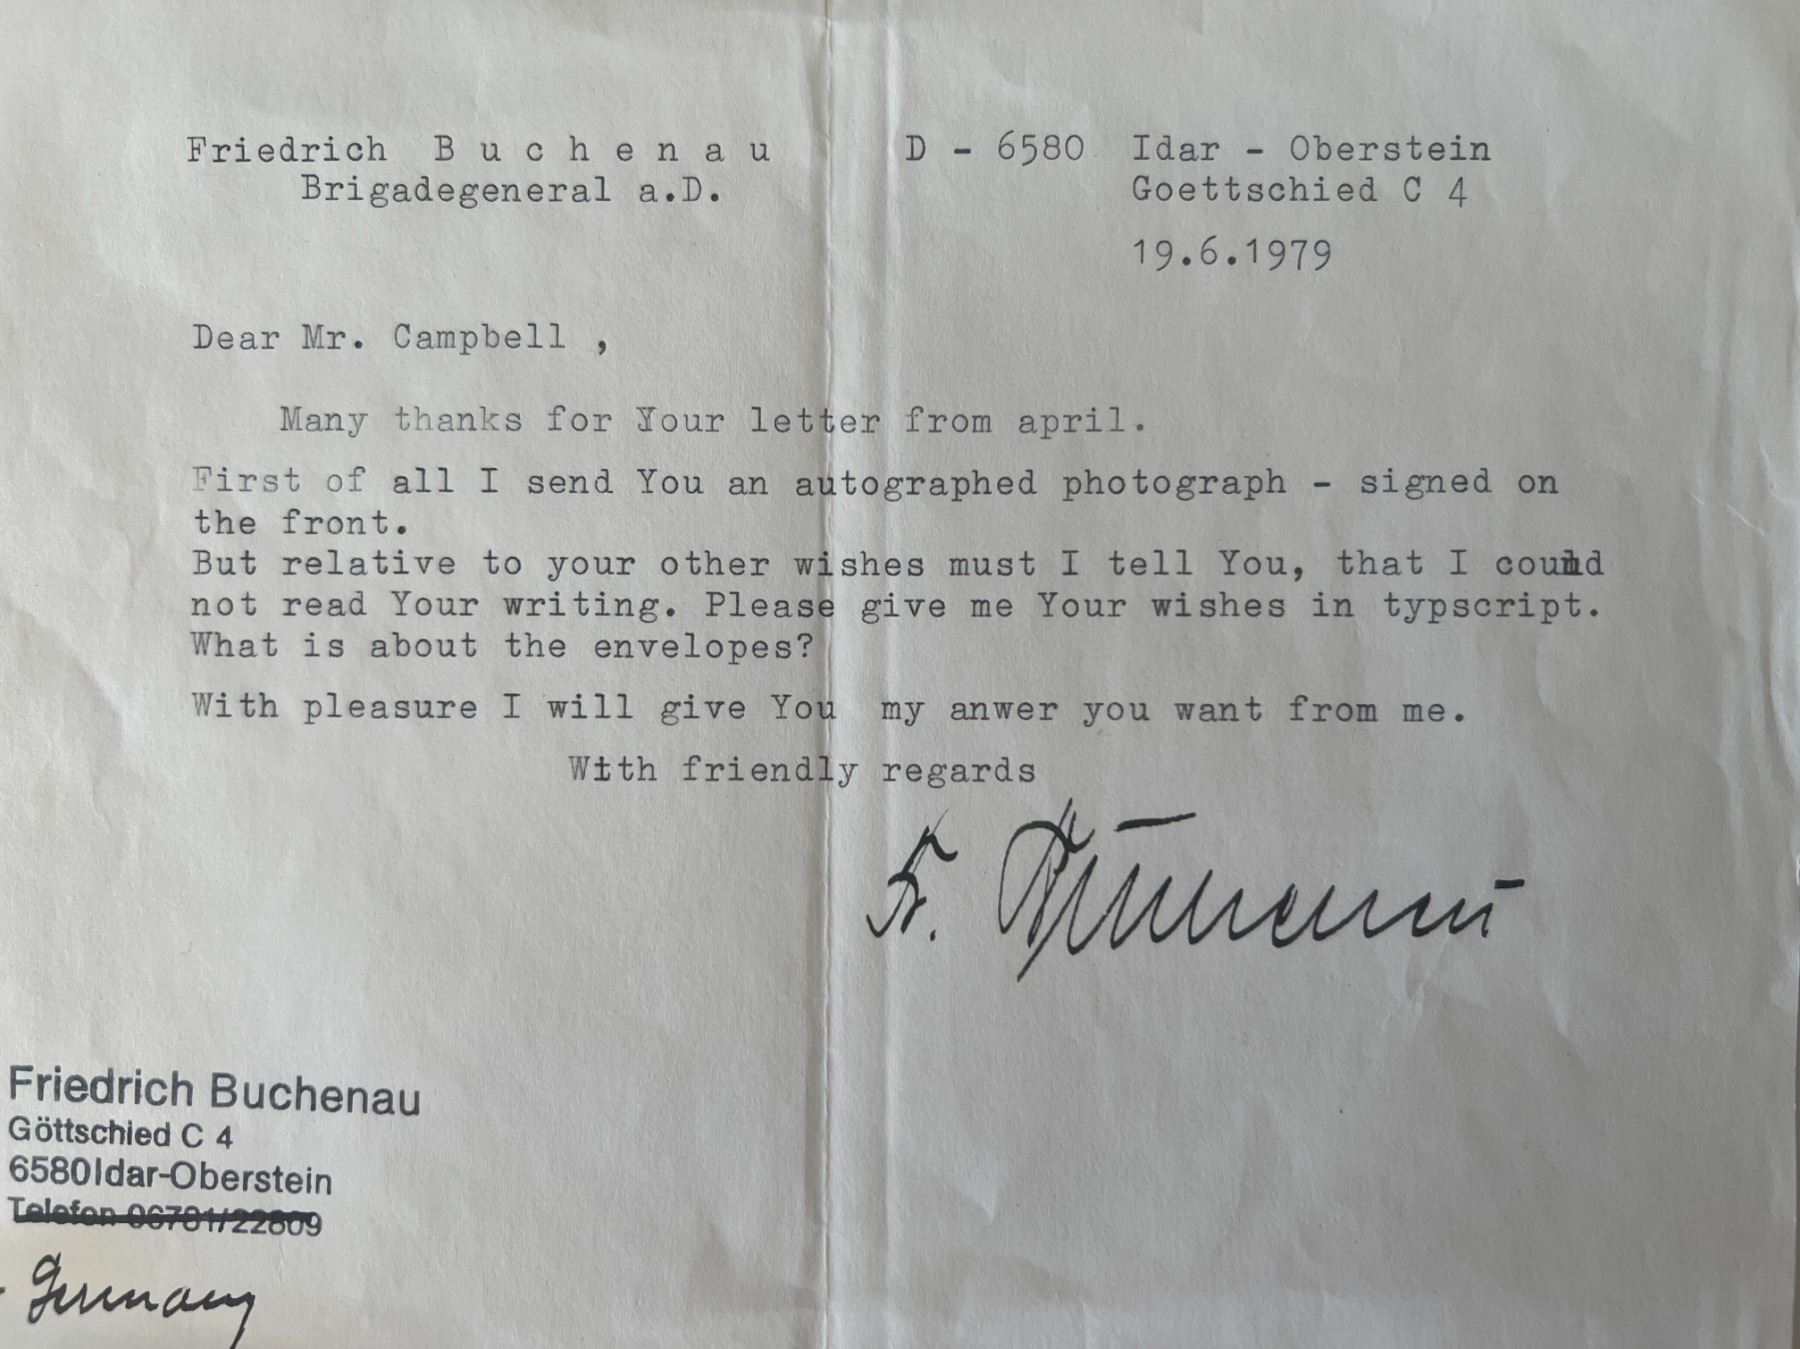 Friedrich B u c h e n a u
Brigadegeneral a.D.
D - 6580 Idar - Oberstein
Goettschied C 4
19.6.1979
Dear Mr. Campbell ,
Many thanks for Your letter from april.
First of all I send You an autographed photograph - signed on
the front.
But relative to your other wishes must I tell You, that I could
not read Your writing. Please give me Your wishes in typscript.
What is about the envelopes?
With pleasure I will give You my anwer you want from me.
With friendly regards
Fr. Buchenau
Friedrich Buchenau
Göttschied C 4
6580Idar-Oberstein
Telefon 06781/22809
Germany